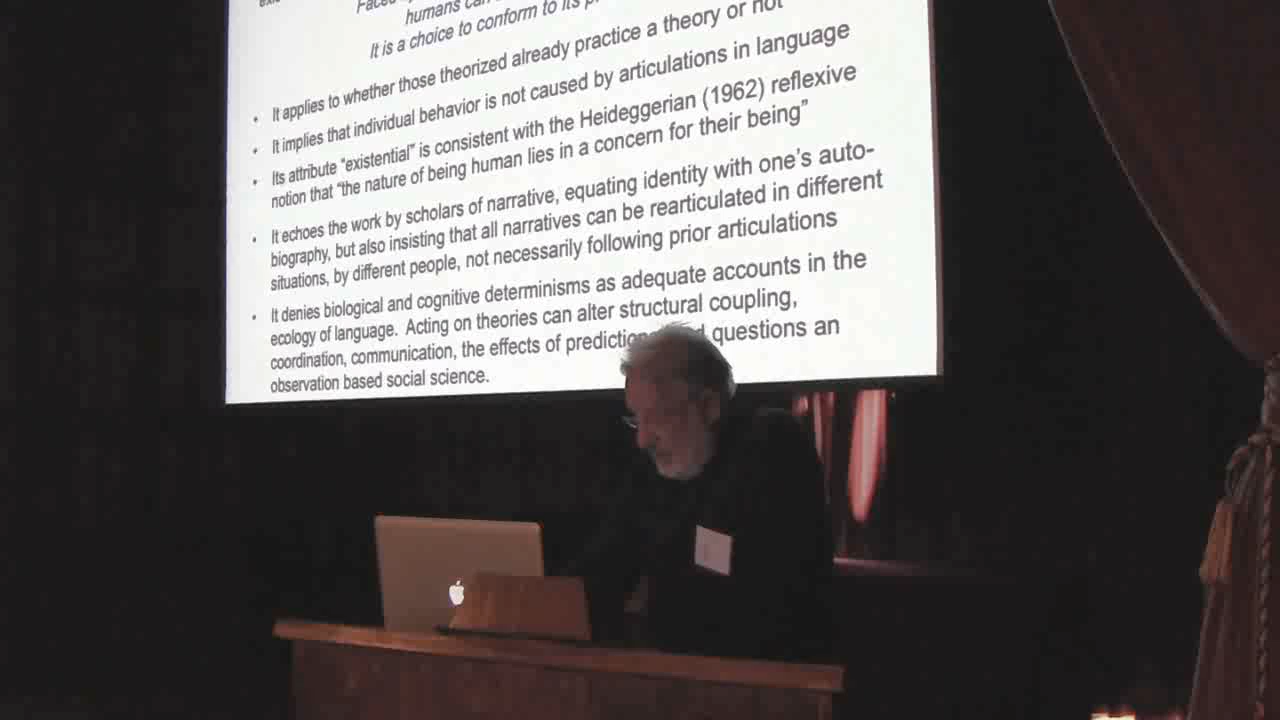 Faced
humans can
It is a choice to conform to its
• It applies to whether those theorized already practice a theory or not
• It implies that individual behavior is not caused by articulations in language
• Its attribute “existential” is consistent with the Heideggerian (1962) reflexive
notion that “the nature of being human lies in a concern for their being”
• It echoes the work by scholars of narrative, equating identity with one’s auto-
biography, but also insisting that all narratives can be rearticulated in different
situations, by different people, not necessarily following prior articulations
• It denies biological and cognitive determinisms as adequate accounts in the
ecology of language. Acting on theories can alter structural coupling,
coordination, communication, the effects of questions an
observation based social science.